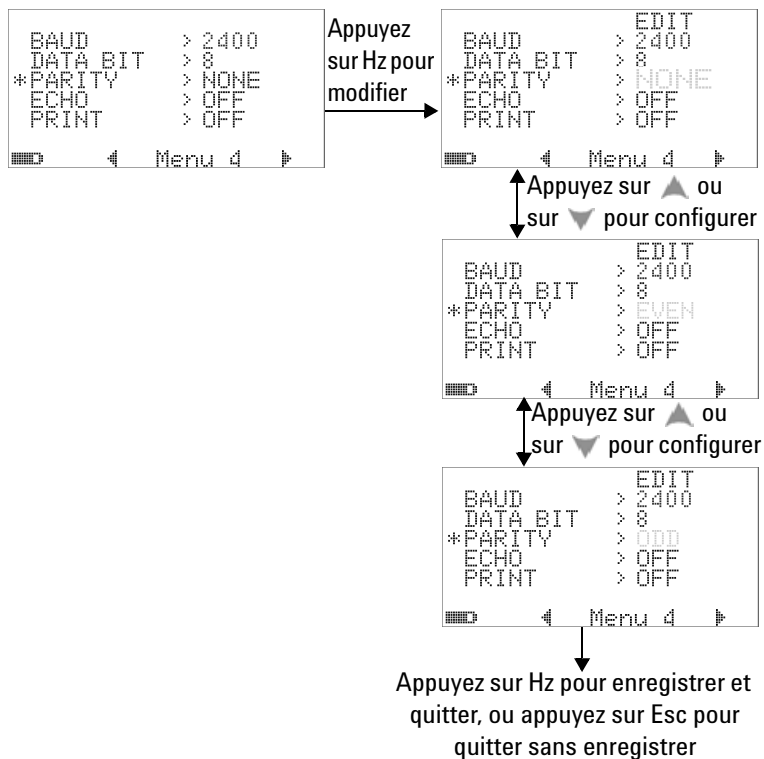 BAUD > 2400
DATA BIT > 8
*PARITY > NONE
ECHO > OFF
PRINT > OFF
Menu 4
Appuyez
sur Hz pour
modifier
EDIT
BAUD > 2400
DATA BIT > 8
*PARITY > NONE
ECHO > OFF
PRINT > OFF
Menu 4
Appuyez sur ou
sur pour configurer
EDIT
BAUD > 2400
DATA BIT > 8
*PARITY > EVEN
ECHO > OFF
PRINT > OFF
Menu 4
Appuyez sur ou
sur pour configurer
EDIT
BAUD > 2400
DATA BIT > 8
*PARITY > ODD
ECHO > OFF
PRINT > OFF
Menu 4
Appuyez sur Hz pour enregistrer et
quitter, ou appuyez sur Esc pour
quitter sans enregistrer